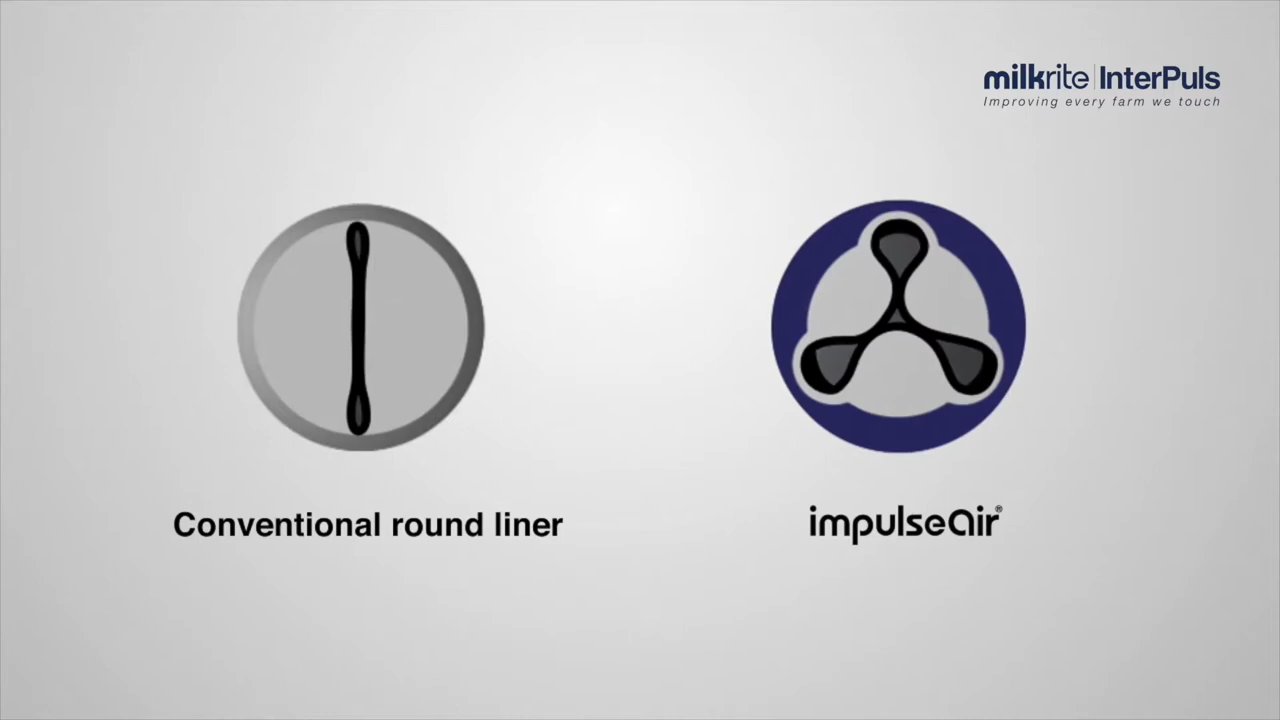 milkrite InterPuls
Improving every farm we touch
Conventional round liner
impulseair®